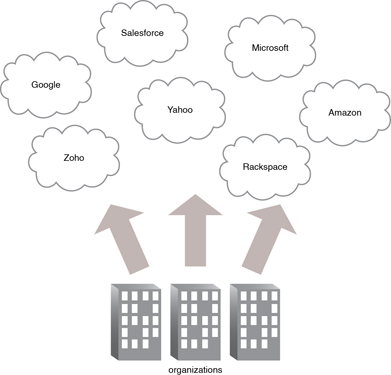 Salesforce
Microsoft
Google
Yahoo
Amazon
Zoho
Rackspace
organizations